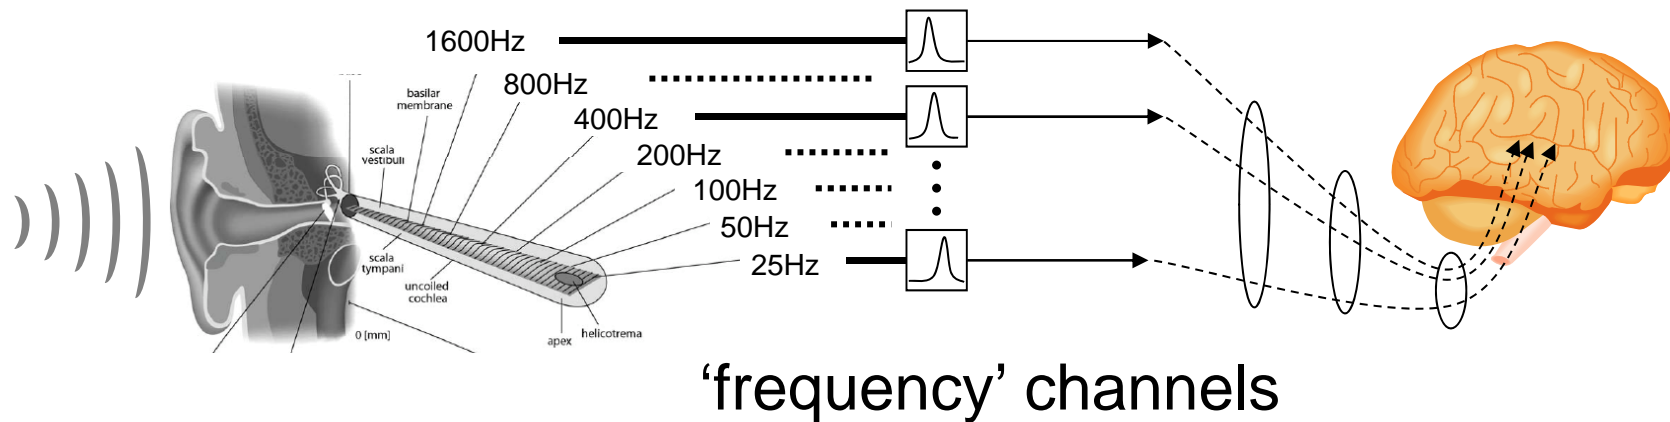 1600Hz
800Hz
400Hz
200Hz
100Hz
50Hz
25Hz
basilar
membrane
scala
vestibuli
scala
tympani
uncoiled
cochlea
0 [mm]
apex
helicotrema
‘frequency’ channels